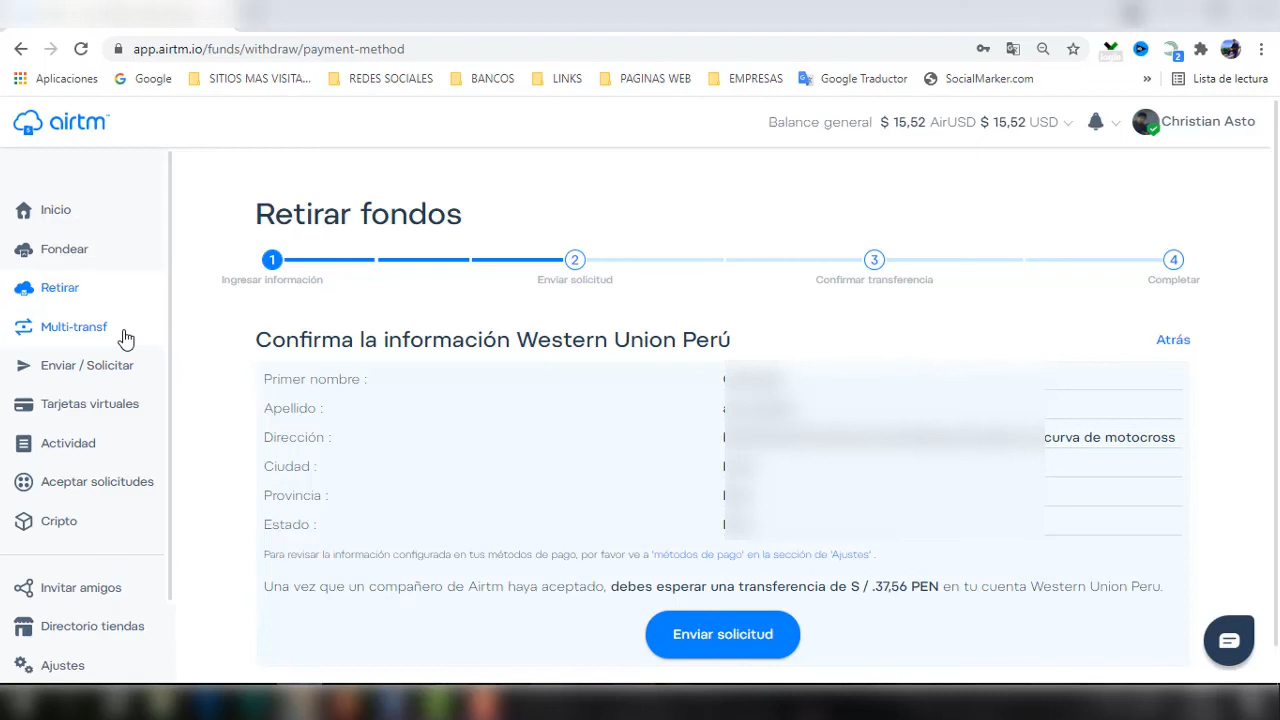 app.airtm.io/funds/withdraw/payment-method
Aplicaciones Google SITIOS MAS VISITA... REDES SOCIALES BANCOS LINKS PAGINAS WEB EMPRESAS Google Traductor SocialMarker.com » Lista de lectura
login 2
airtm™ Balance general $ 15,52 AirUSD $ 15,52 USD Christian Asto
Inicio
Fondear
Retirar
Multi-transf
Enviar / Solicitar
Tarjetas virtuales
Actividad
Aceptar solicitudes
Cripto
Invitar amigos
Directorio tiendas
Ajustes
Retirar fondos
1 2 3 4
Ingresar información Enviar solicitud Confirmar transferencia Completar
Confirma la información Western Union Perú Atrás
Primer nombre :
Apellido :
Dirección : curva de motocross
Ciudad :
Provincia :
Estado :
Para revisar la información configurada en tus métodos de pago, por favor ve a 'métodos de pago' en la sección de 'Ajustes' .
Una vez que un compañero de Airtm haya aceptado, debes esperar una transferencia de S / .37,56 PEN en tu cuenta Western Union Peru.
Enviar solicitud